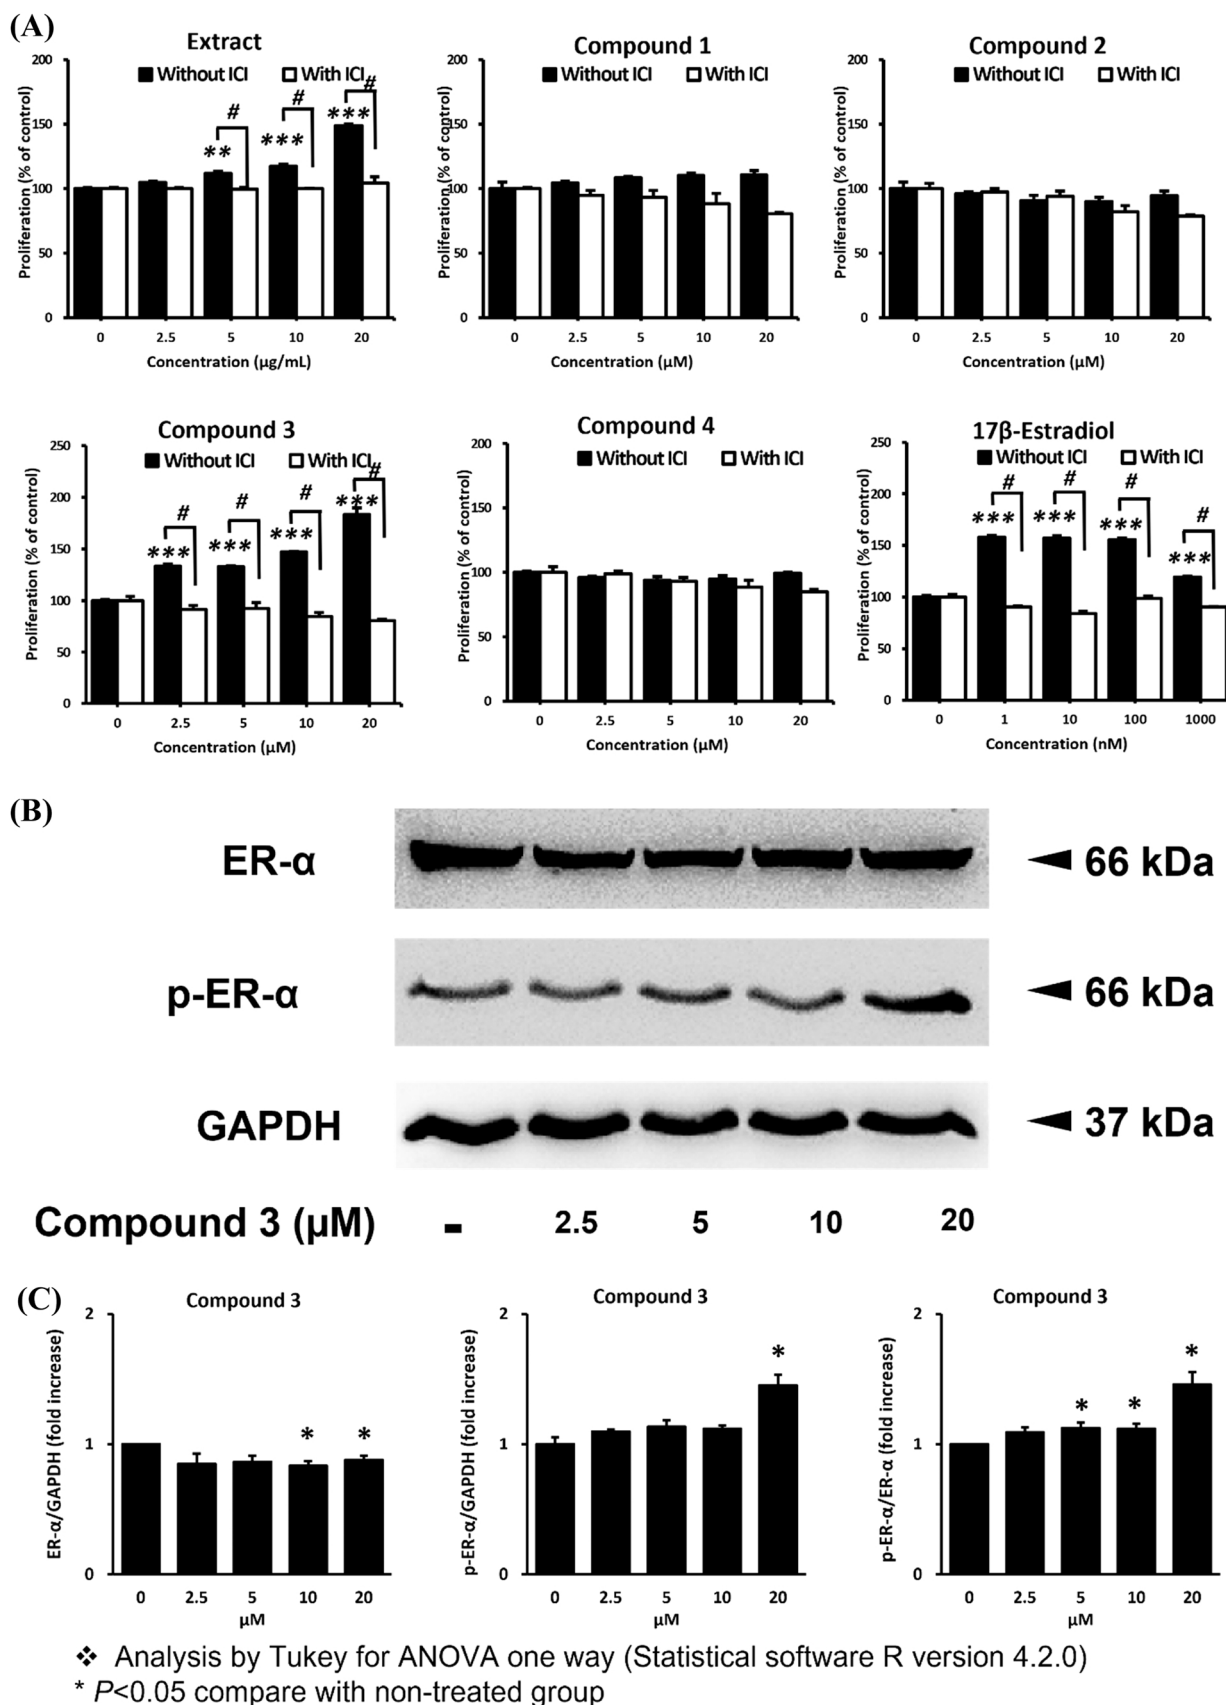 (A)
Extract
Without ICI With ICI
Proliferation (% of control)
200
150
100
50
0
** *** ***
# # #
0 2.5 5 10 20
Concentration (μg/mL)
Compound 1
Without ICI With ICI
Proliferation (% of control)
200
150
100
50
0
0 2.5 5 10 20
Concentration (μM)
Compound 2
Without ICI With ICI
Proliferation (% of control)
200
150
100
50
0
0 2.5 5 10 20
Concentration (μM)
Compound 3
Without ICI With ICI
Proliferation (% of control)
250
200
150
100
50
0
*** *** *** ***
# # # #
0 2.5 5 10 20
Concentration (μM)
Compound 4
Without ICI With ICI
Proliferation (% of control)
200
150
100
50
0
0 2.5 5 10 20
Concentration (μM)
17β-Estradiol
Without ICI With ICI
Proliferation (% of control)
250
200
150
100
50
0
*** *** *** ***
# # # #
0 1 10 100 1000
Concentration (nM)
(B)
ER-α 66 kDa
p-ER-α 66 kDa
GAPDH 37 kDa
Compound 3 (μM) - 2.5 5 10 20
(C)
Compound 3
ER-α/GAPDH (fold increase)
2
1
0
* *
0 2.5 5 10 20
μM
Compound 3
p-ER-α/GAPDH (fold increase)
2
1
0
*
0 2.5 5 10 20
μM
Compound 3
p-ER-α/ER-α (fold increase)
2
1
0
* * *
0 2.5 5 10 20
μM
❖ Analysis by Tukey for ANOVA one way (Statistical software R version 4.2.0)
* P<0.05 compare with non-treated group